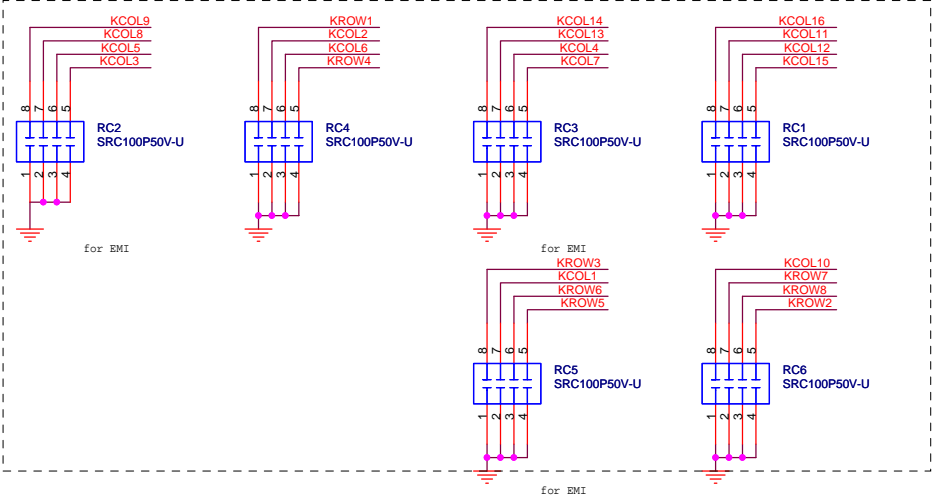 KCOL9
KCOL8
KCOL5
KCOL3
8 7 6 5
RC2
SRC100P50V-U
1 2 3 4
for EMI
KROW1
KCOL2
KCOL6
KROW4
8 7 6 5
RC4
SRC100P50V-U
1 2 3 4
KCOL14
KCOL13
KCOL4
KCOL7
8 7 6 5
RC3
SRC100P50V-U
1 2 3 4
for EMI
KCOL16
KCOL11
KCOL12
KCOL15
8 7 6 5
RC1
SRC100P50V-U
1 2 3 4
KROW3
KCOL1
KROW6
KROW5
8 7 6 5
RC5
SRC100P50V-U
1 2 3 4
for EMI
KCOL10
KROW7
KROW8
KROW2
8 7 6 5
RC6
SRC100P50V-U
1 2 3 4